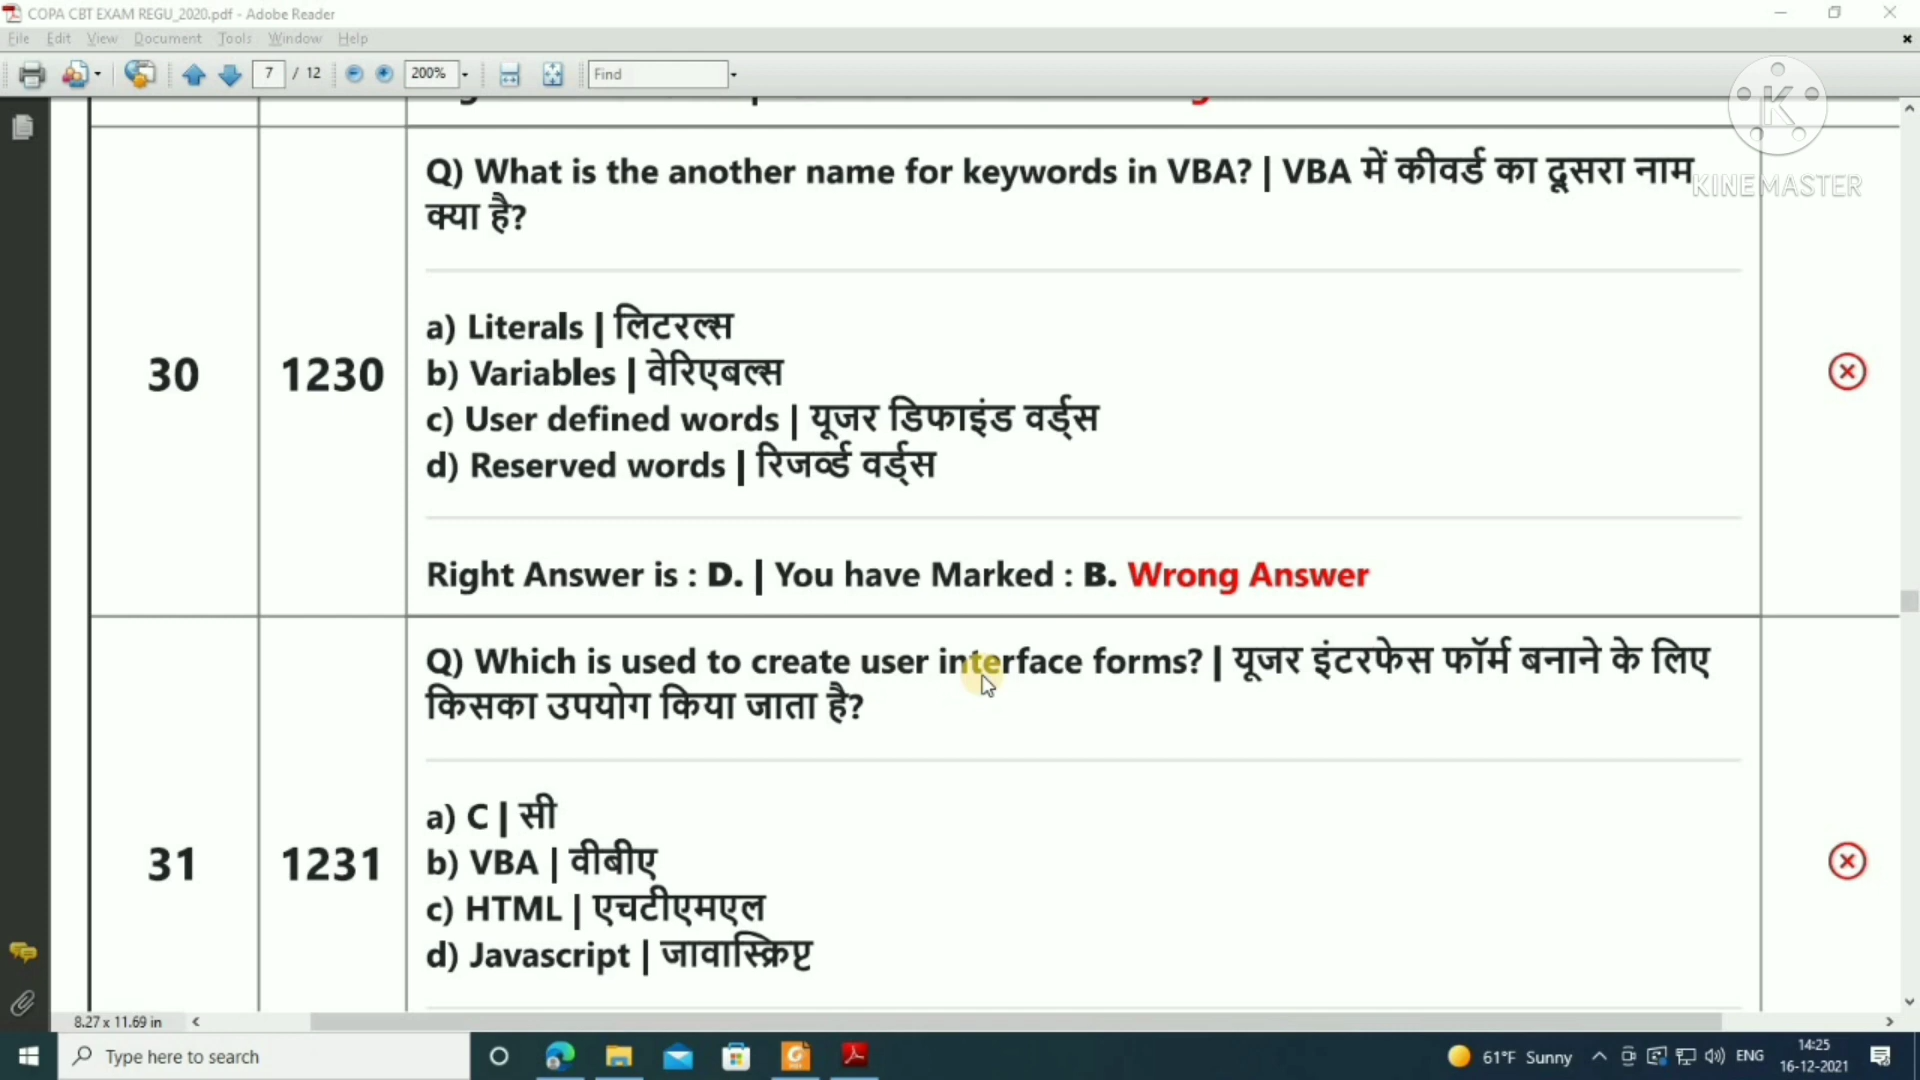 COPA CBT EXAM REGU_2020.pdf - Adobe Reader
File Edit View Document Tools Window Help
7 / 12 200% Find
KINEMASTER
Q) What is the another name for keywords in VBA? | VBA में कीवर्ड का दूसरा नाम
क्या है?
a) Literals | लिटरल्स
b) Variables | वेरिएबल्स
30 1230
c) User defined words | यूजर डिफाइंड वर्ड्स
d) Reserved words | रिजर्व्ड वर्ड्स
Right Answer is : D. | You have Marked : B. Wrong Answer
Q) Which is used to create user interface forms? | यूजर इंटरफेस फॉर्म बनाने के लिए
किसका उपयोग किया जाता है?
a) C | सी
31 1231
b) VBA | वीबीए
c) HTML | एचटीएमएल
d) Javascript | जावास्क्रिप्ट
8.27 x 11.69 in
Type here to search
61°F Sunny ENG
14:25
16-12-2021